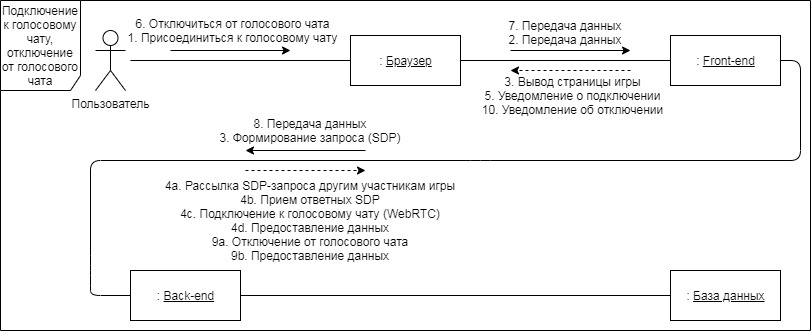 Подключение
к голосовому
чату,
отключение
от голосового
чата
Пользователь
6. Отключиться от голосового чата
1. Присоединиться к голосовому чату
: Браузер
7. Передача данных
2. Передача данных
3. Вывод страницы игры
5. Уведомление о подключении
10. Уведомление об отключении
: Front-end
8. Передача данных
3. Формирование запроса (SDP)
4a. Рассылка SDP-запроса другим участникам игры
4b. Прием ответных SDP
4c. Подключение к голосовому чату (WebRTC)
4d. Предоставление данных
9a. Отключение от голосового чата
9b. Предоставление данных
: Back-end
: База данных